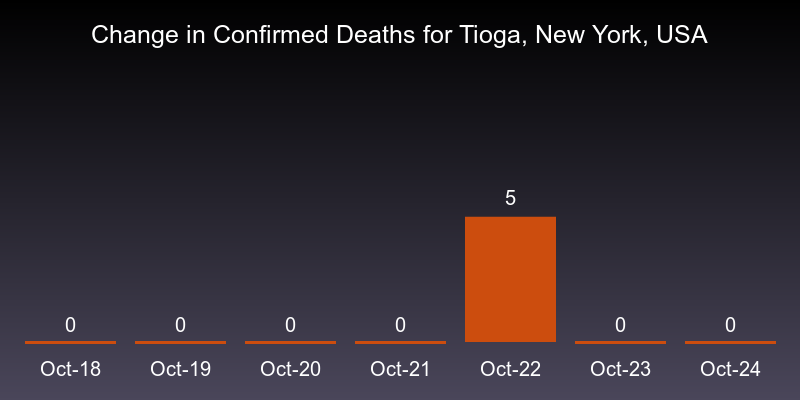 Change in Confirmed Deaths for Tioga, New York, USA
5
0 0 0 0 0 0
Oct-18 Oct-19 Oct-20 Oct-21 Oct-22 Oct-23 Oct-24